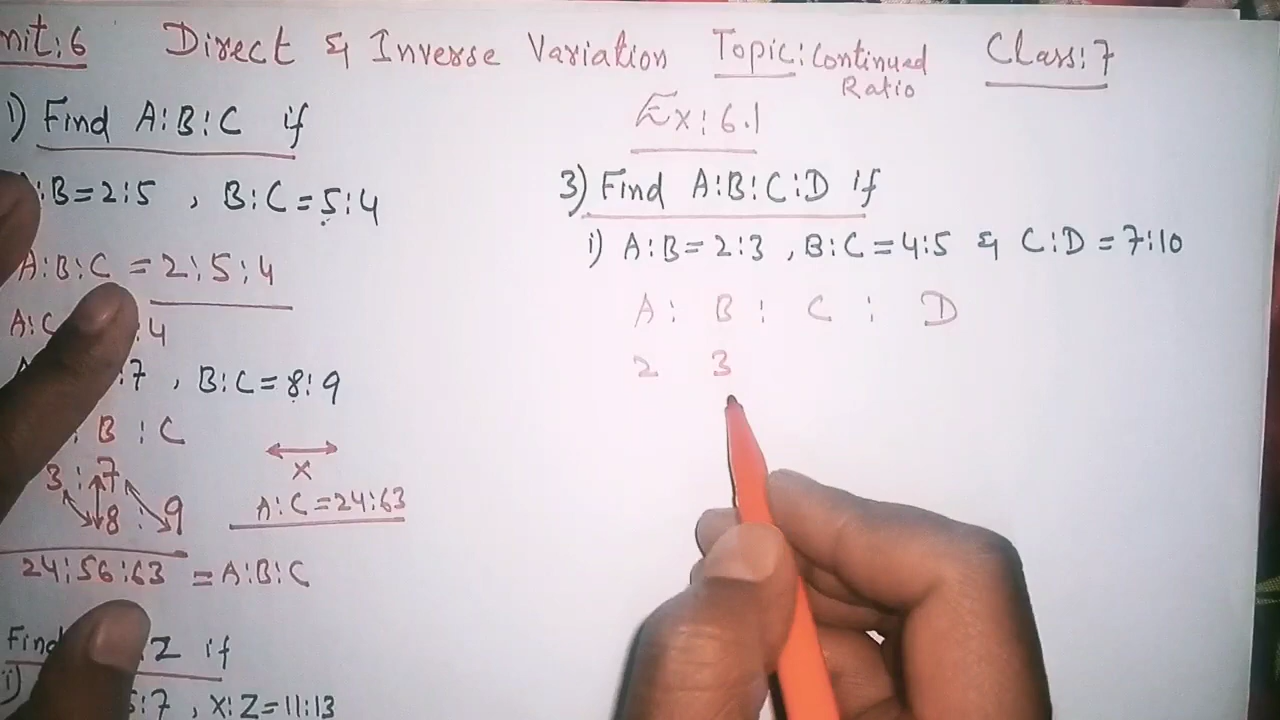 nit:6 Direct & Inverse Variation Topic: Continued Ratio Class:7
1) Find A:B:C if
:B=2:5 , B:C=5:4
A:B:C =2:5:4
A:C :4
:7 , B:C=8:9
: B : C
3 : 7
8 : 9
x
A:C=24:63
24:56:63 =A:B:C
Find Z if
i) :7 , X:Z=11:13
Ex:6.1
3) Find A:B:C:D if
i) A:B=2:3 , B:C=4:5 & C:D=7:10
A : B : C : D
2 3